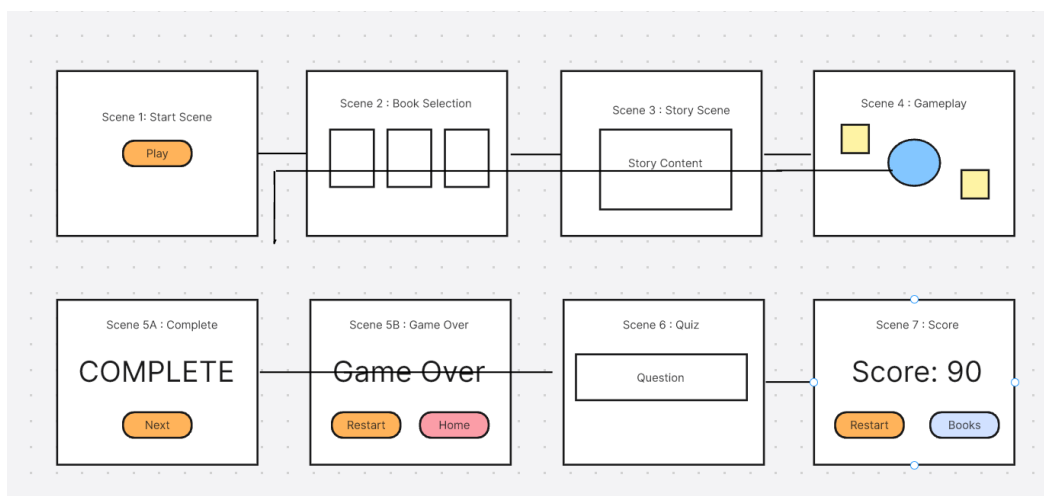 Scene 1: Start Scene
Play
Scene 2 : Book Selection
Scene 3 : Story Scene
Story Content
Scene 4 : Gameplay
Scene 5A : Complete
COMPLETE
Next
Scene 5B : Game Over
Game Over
Restart
Home
Scene 6 : Quiz
Question
Scene 7 : Score
Score: 90
Restart
Books